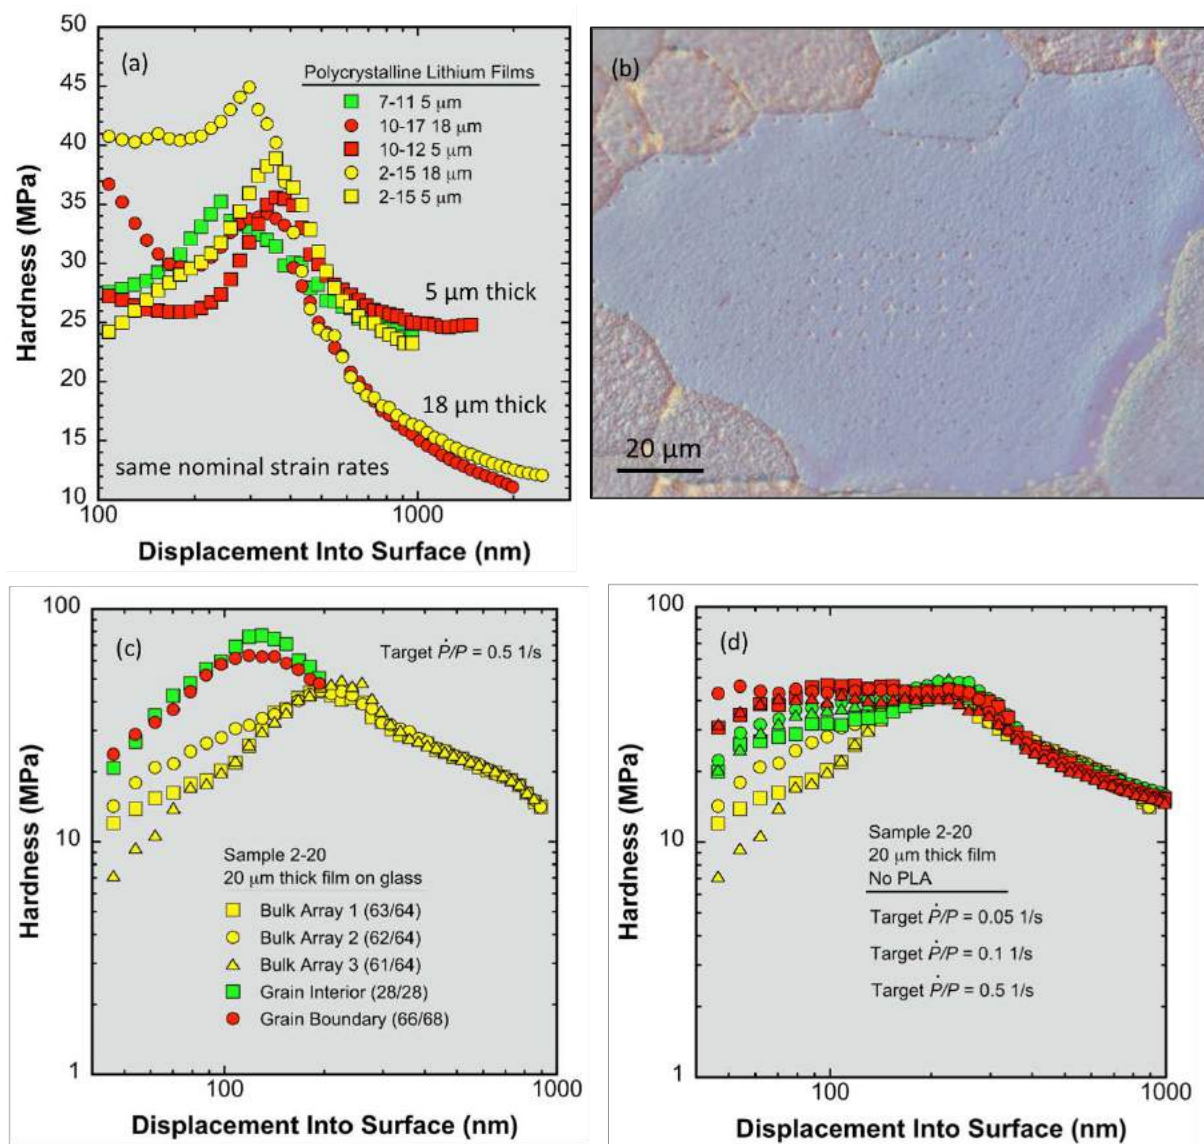 (a)
Polycrystalline Lithium Films
7-11 5 μm
10-17 18 μm
10-12 5 μm
2-15 18 μm
2-15 5 μm
5 μm thick
18 μm thick
same nominal strain rates
50
45
40
35
30
25
20
15
10
100
1000
Hardness (MPa)
Displacement Into Surface (nm)
(b)
20 μm
(c)
Target Ṗ/P = 0.5 1/s
Sample 2-20
20 μm thick film on glass
Bulk Array 1 (63/64)
Bulk Array 2 (62/64)
Bulk Array 3 (61/64)
Grain Interior (28/28)
Grain Boundary (66/68)
100
10
1
100
1000
Hardness (MPa)
Displacement Into Surface (nm)
(d)
Sample 2-20
20 μm thick film
No PLA
Target Ṗ/P = 0.05 1/s
Target Ṗ/P = 0.1 1/s
Target Ṗ/P = 0.5 1/s
100
10
1
100
1000
Hardness (MPa)
Displacement Into Surface (nm)